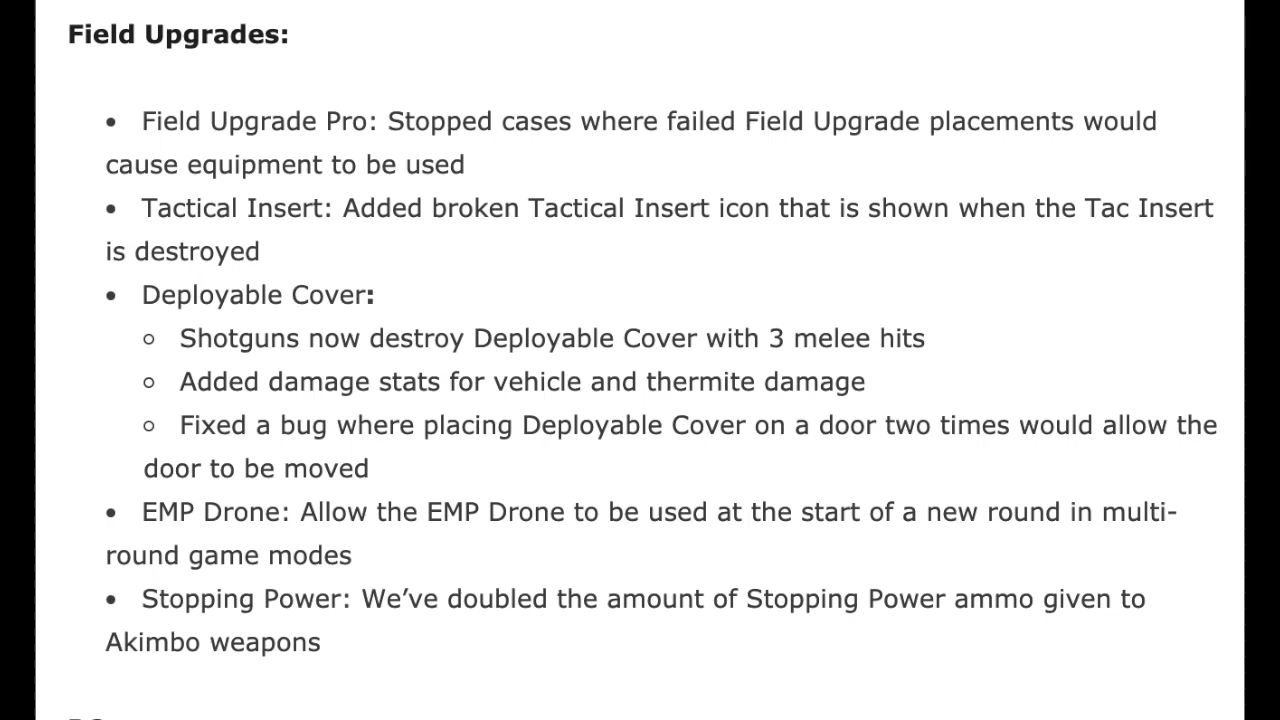 Field Upgrades:
• Field Upgrade Pro: Stopped cases where failed Field Upgrade placements would
cause equipment to be used
• Tactical Insert: Added broken Tactical Insert icon that is shown when the Tac Insert
is destroyed
• Deployable Cover:
◦ Shotguns now destroy Deployable Cover with 3 melee hits
◦ Added damage stats for vehicle and thermite damage
◦ Fixed a bug where placing Deployable Cover on a door two times would allow the
door to be moved
• EMP Drone: Allow the EMP Drone to be used at the start of a new round in multi-
round game modes
• Stopping Power: We’ve doubled the amount of Stopping Power ammo given to
Akimbo weapons